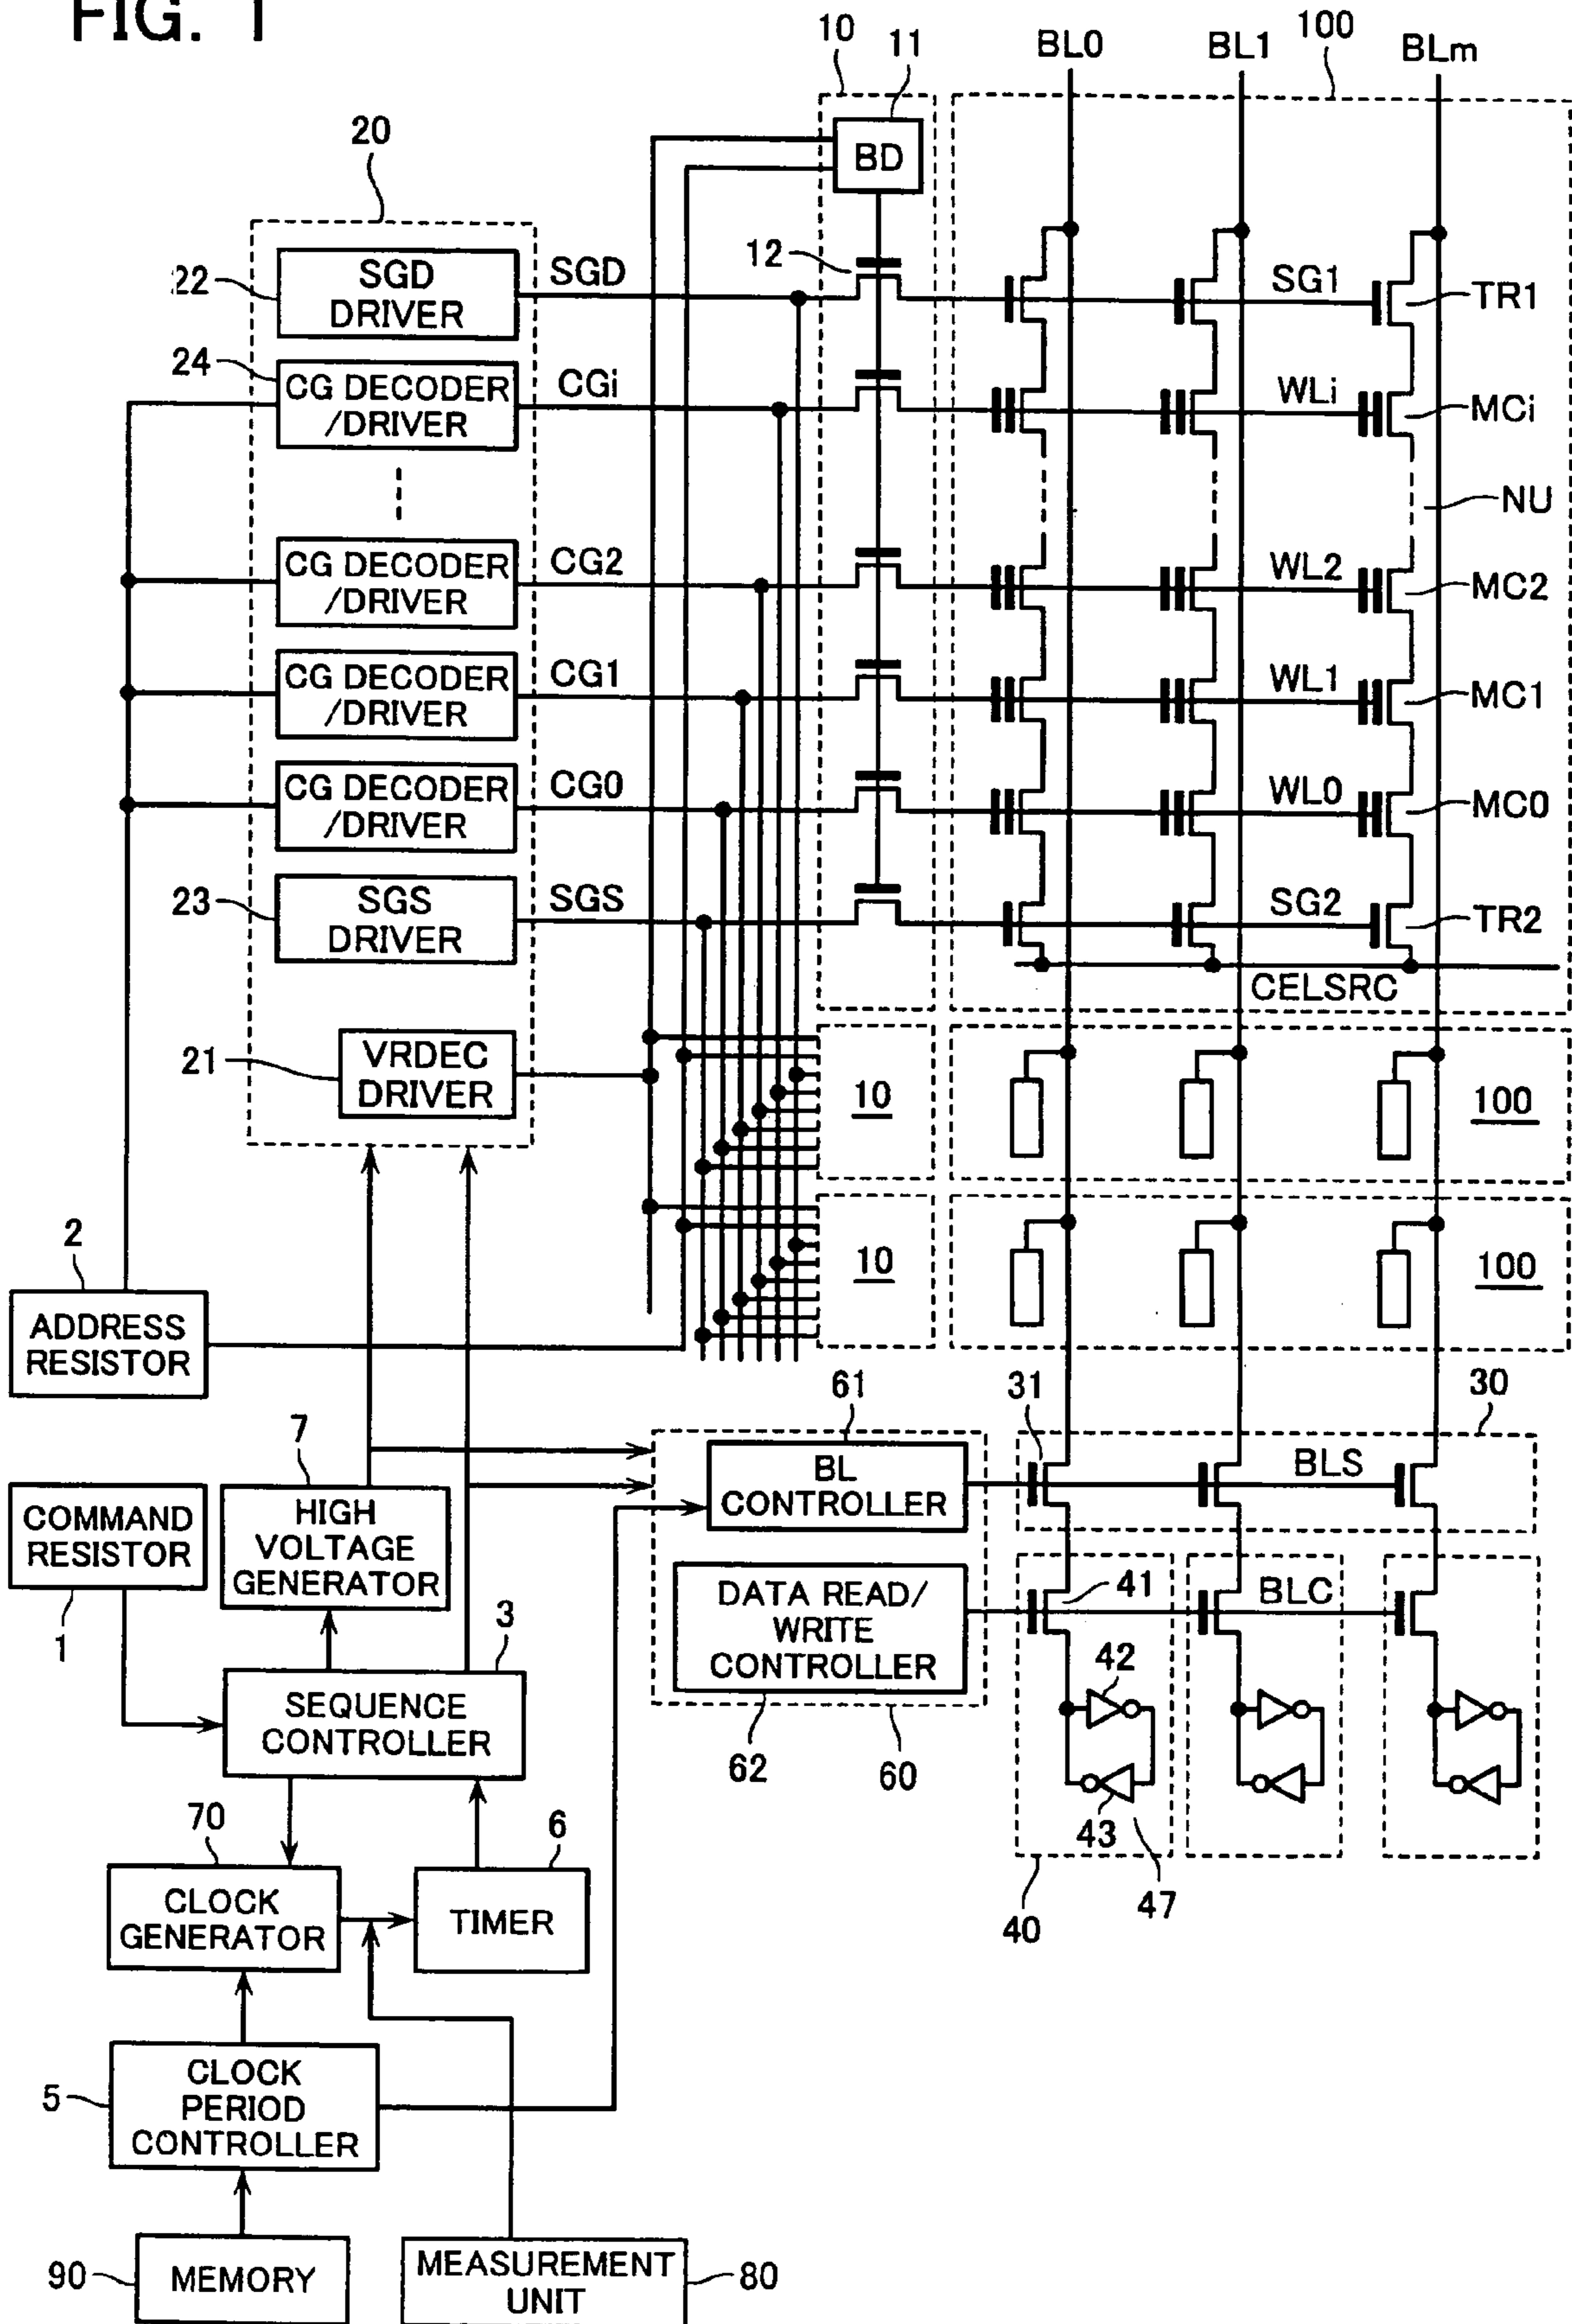 FIG. 1
10
11
BL0
BL1
100
BLm
20
BD
22
SGD
DRIVER
SGD
12
SG1
TR1
24
CG DECODER
/DRIVER
CGi
WLi
MCi
NU
CG DECODER
/DRIVER
CG2
WL2
MC2
CG DECODER
/DRIVER
CG1
WL1
MC1
CG DECODER
/DRIVER
CG0
WL0
MC0
23
SGS
DRIVER
SGS
SG2
TR2
CELSRC
21
VRDEC
DRIVER
10
100
2
10
100
ADDRESS
RESISTOR
61
31
30
7
BL
CONTROLLER
BLS
COMMAND
RESISTOR
HIGH
VOLTAGE
GENERATOR
1
DATA READ/
WRITE
CONTROLLER
41
BLC
3
42
SEQUENCE
CONTROLLER
62
60
43
47
40
70
6
CLOCK
GENERATOR
TIMER
5
CLOCK
PERIOD
CONTROLLER
90
MEMORY
MEASUREMENT
UNIT
80